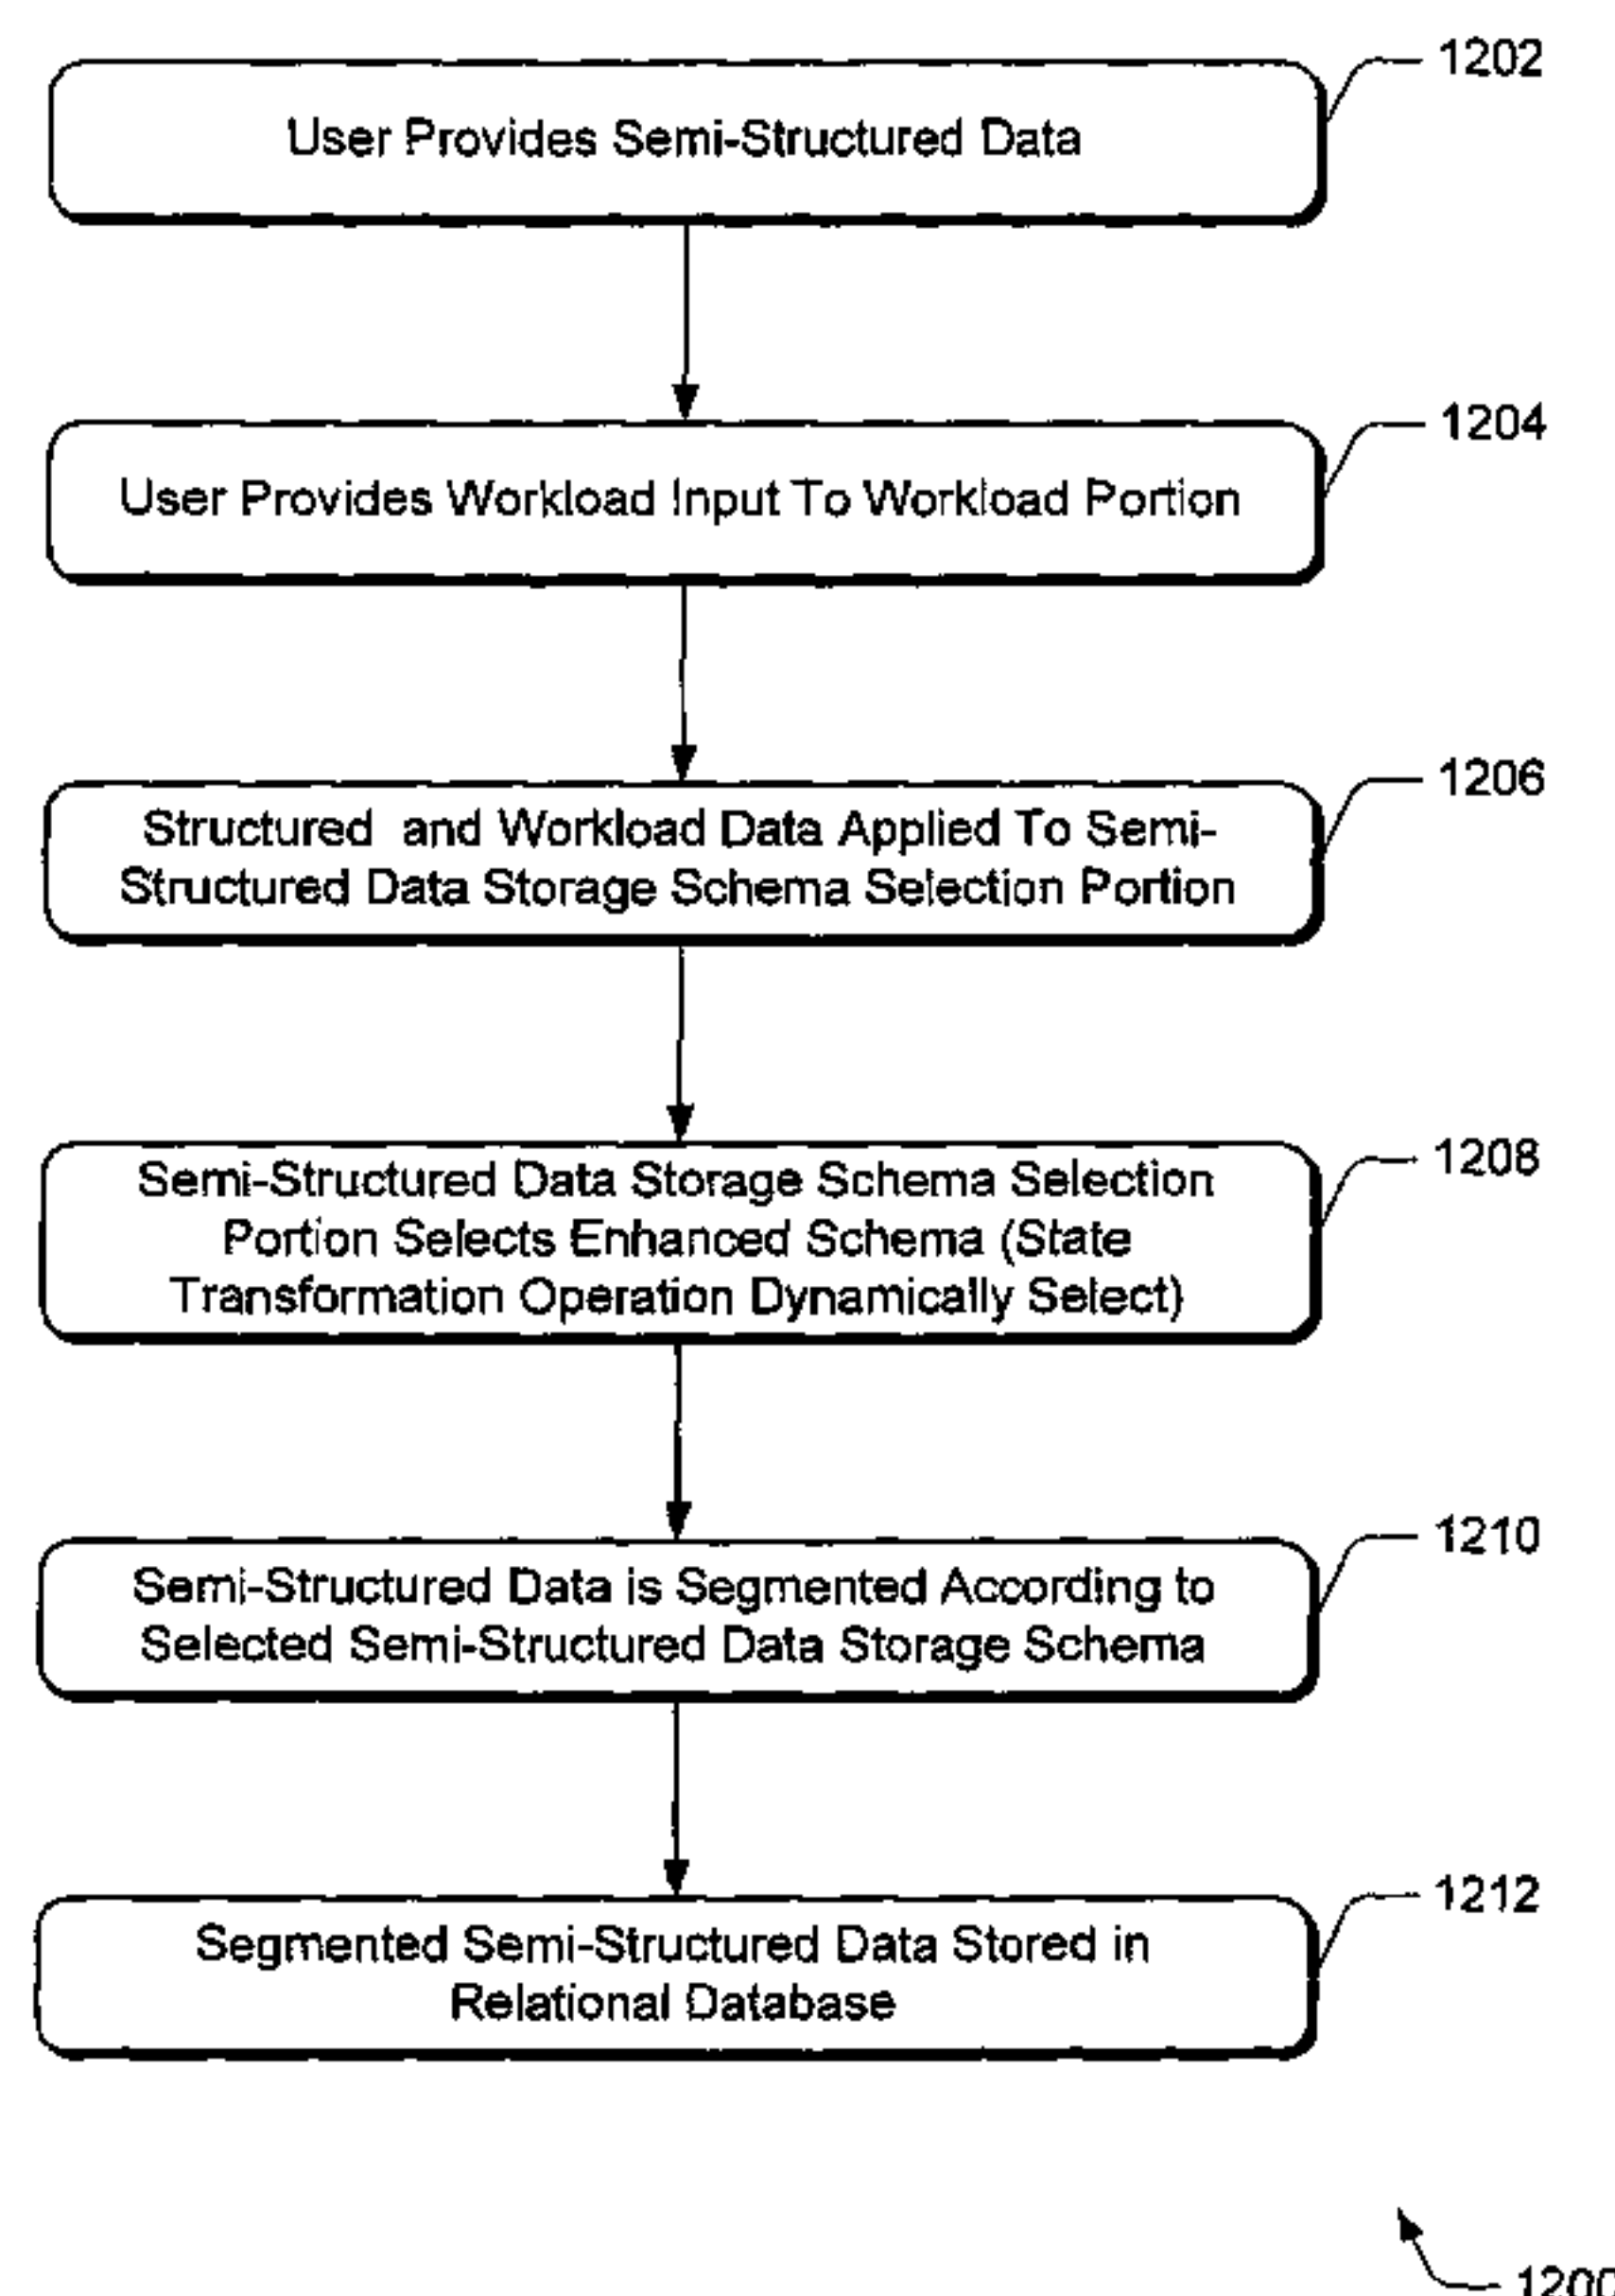 1202
User Provides Semi-Structured Data
1204
User Provides Workload Input To Workload Portion
1206
Structured and Workload Data Applied To Semi-
Structured Data Storage Schema Selection Portion
1208
Semi-Structured Data Storage Schema Selection
Portion Selects Enhanced Schema (State
Transformation Operation Dynamically Select)
1210
Semi-Structured Data is Segmented According to
Selected Semi-Structured Data Storage Schema
1212
Segmented Semi-Structured Data Stored in
Relational Database
1200